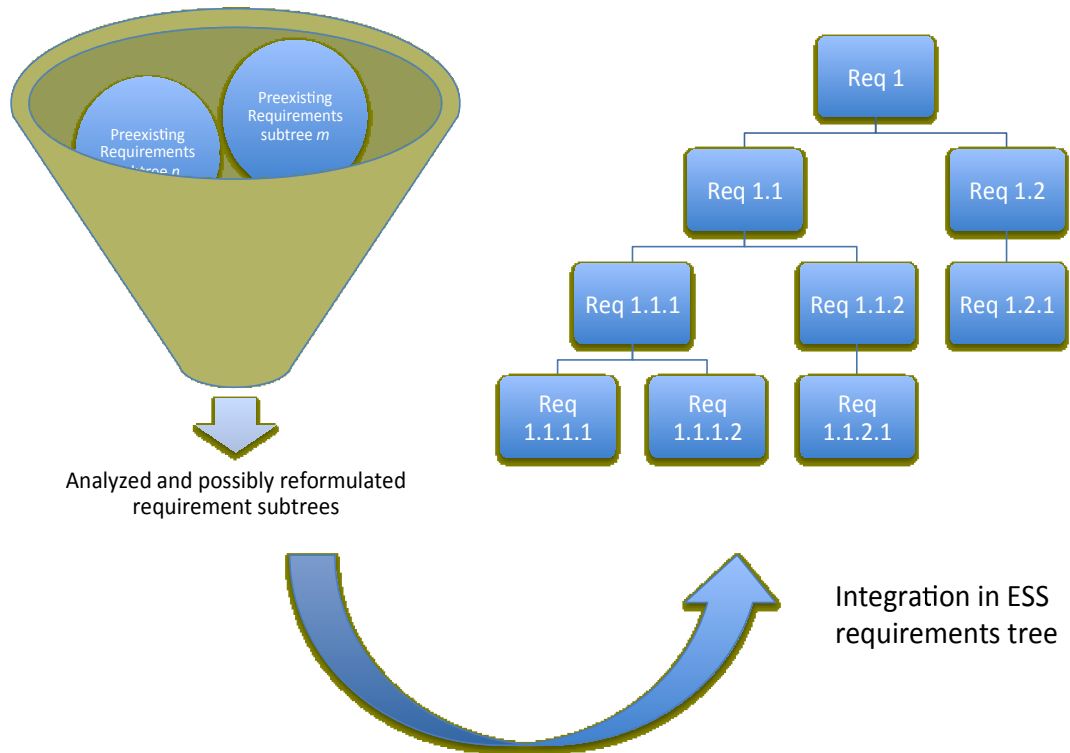 Preexisting
Requirements
subtree m
Preexisting
Requirements
n
Analyzed and possibly reformulated
requirement subtrees
Req 1
Req 1.1
Req 1.2
Req 1.1.1
Req 1.1.2
Req 1.2.1
Req
1.1.1.1
Req
1.1.1.2
Req
1.1.2.1
Integration in ESS
requirements tree